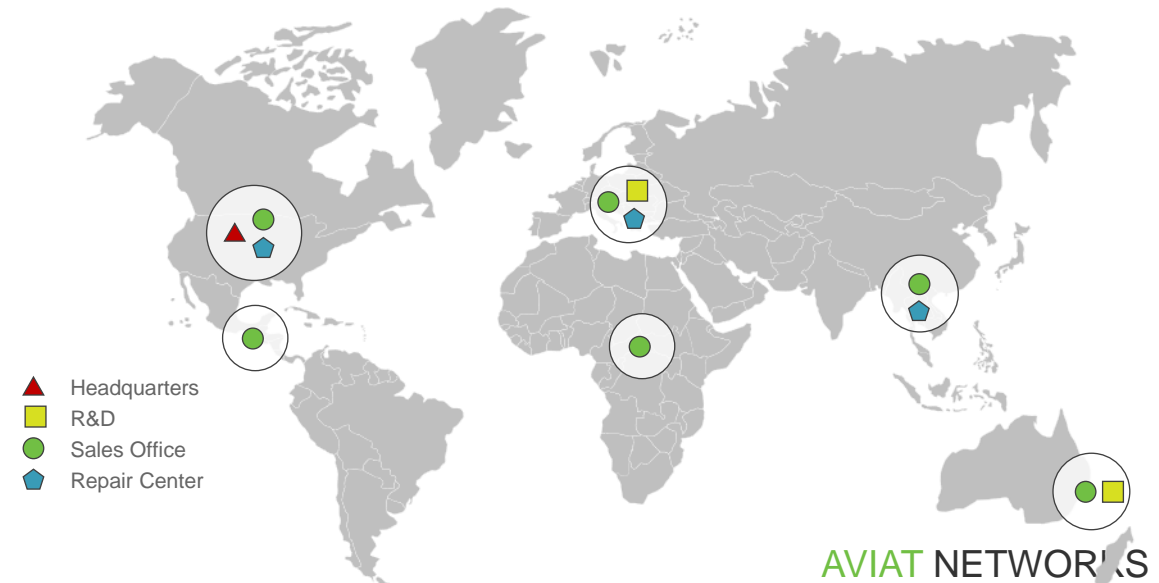 Headquarters
R&D
Sales Office
Repair Center
AVIAT NETWORKS